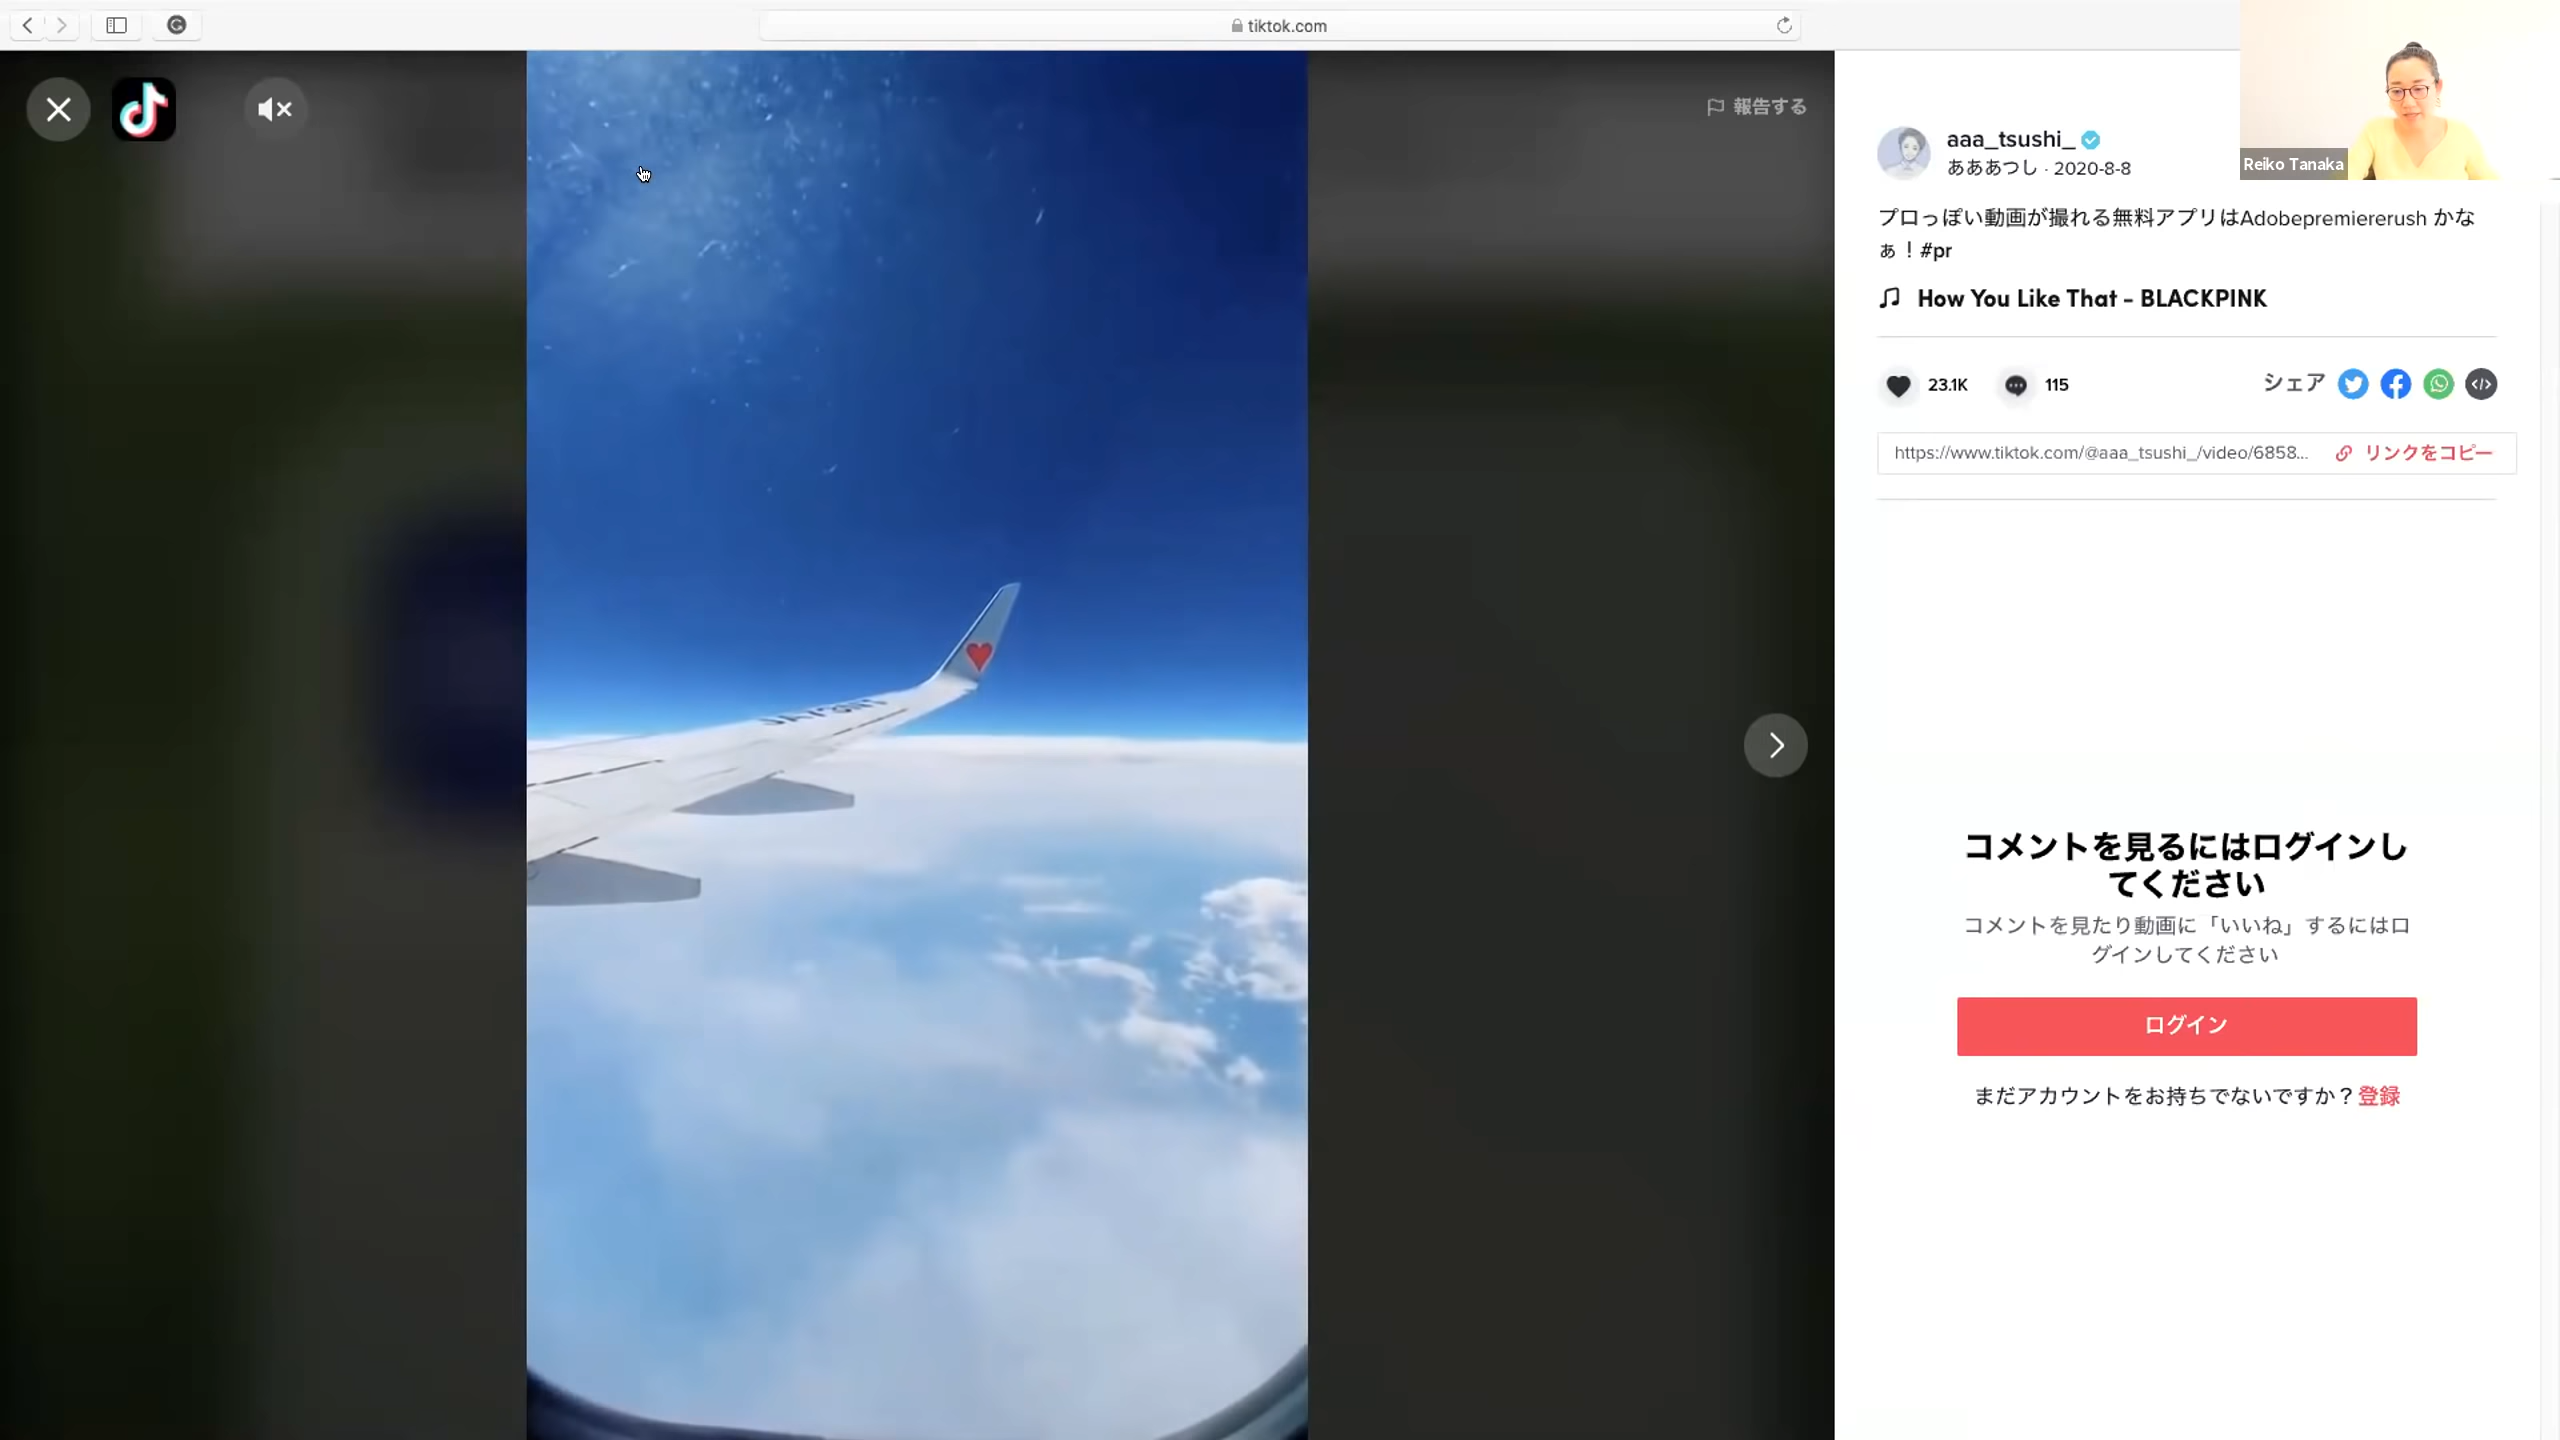 tiktok.com
報告する
Reiko Tanaka
aaa_tsushi_
あああつし · 2020-8-8
プロっぽい動画が撮れる無料アプリはAdobepremiererush かな
ぁ！#pr
How You Like That - BLACKPINK
23.1K
115
シェア
https://www.tiktok.com/@aaa_tsushi_/video/6858...
リンクをコピー
コメントを見るにはログインし
てください
コメントを見たり動画に「いいね」するにはロ
グインしてください
ログイン
まだアカウントをお持ちでないですか？登録